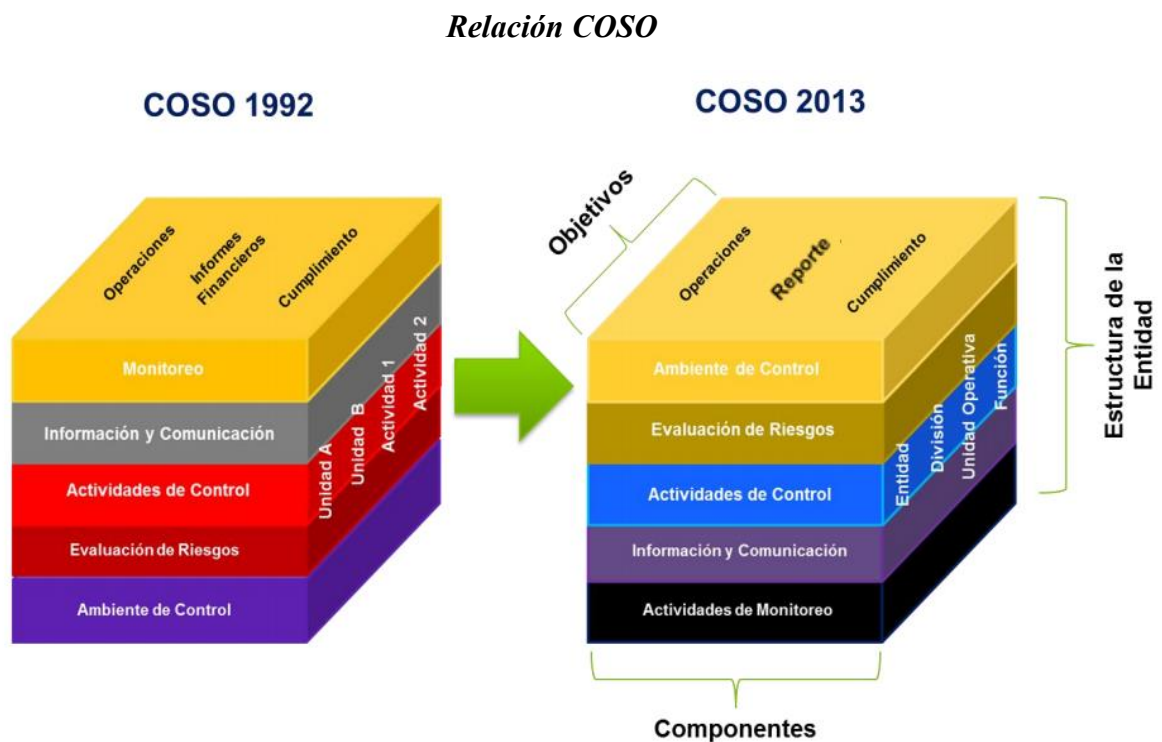 Relación COSO
COSO 1992
COSO 2013
Operaciones
Informes
Financieros
Cumplimiento
Monitoreo
Información y Comunicación
Actividades de Control
Evaluación de Riesgos
Ambiente de Control
Unidad A
Unidad B
Actividad 1
Actividad 2
Objetivos
Operaciones
Reporte
Cumplimiento
Ambiente de Control
Evaluación de Riesgos
Actividades de Control
Información y Comunicación
Actividades de Monitoreo
Entidad
División
Unidad Operativa
Función
Estructura de la
Entidad
Componentes